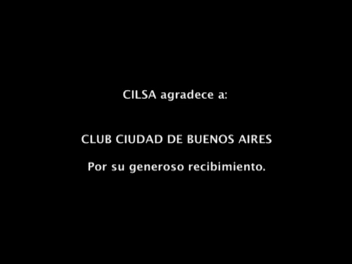 CILSA agradece a:
CLUB CIUDAD DE BUENOS AIRES
Por su generoso recibimiento.